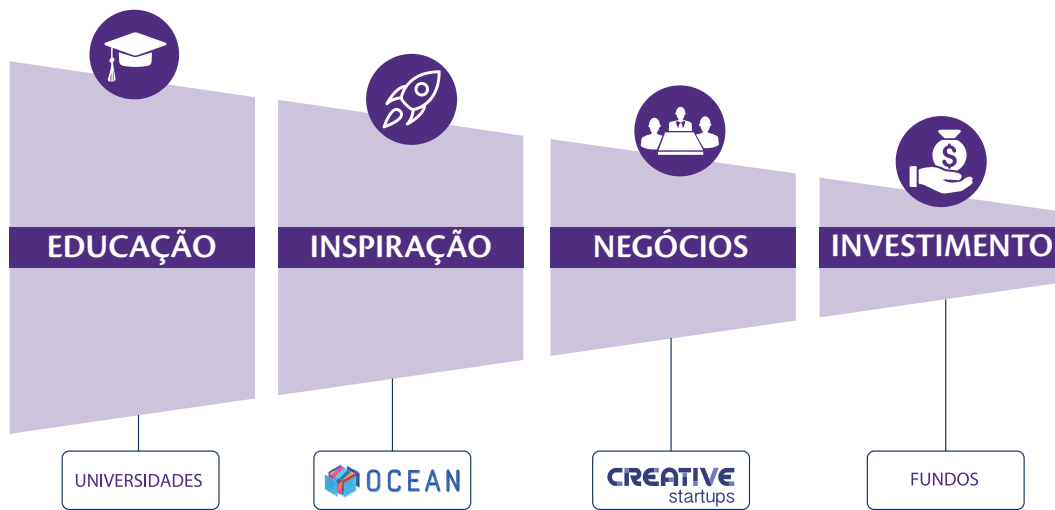 EDUCAÇÃO
INSPIRAÇÃO
NEGÓCIOS
INVESTIMENTO
UNIVERSIDADES
OCEAN
CREATIVE
startups
FUNDOS
$